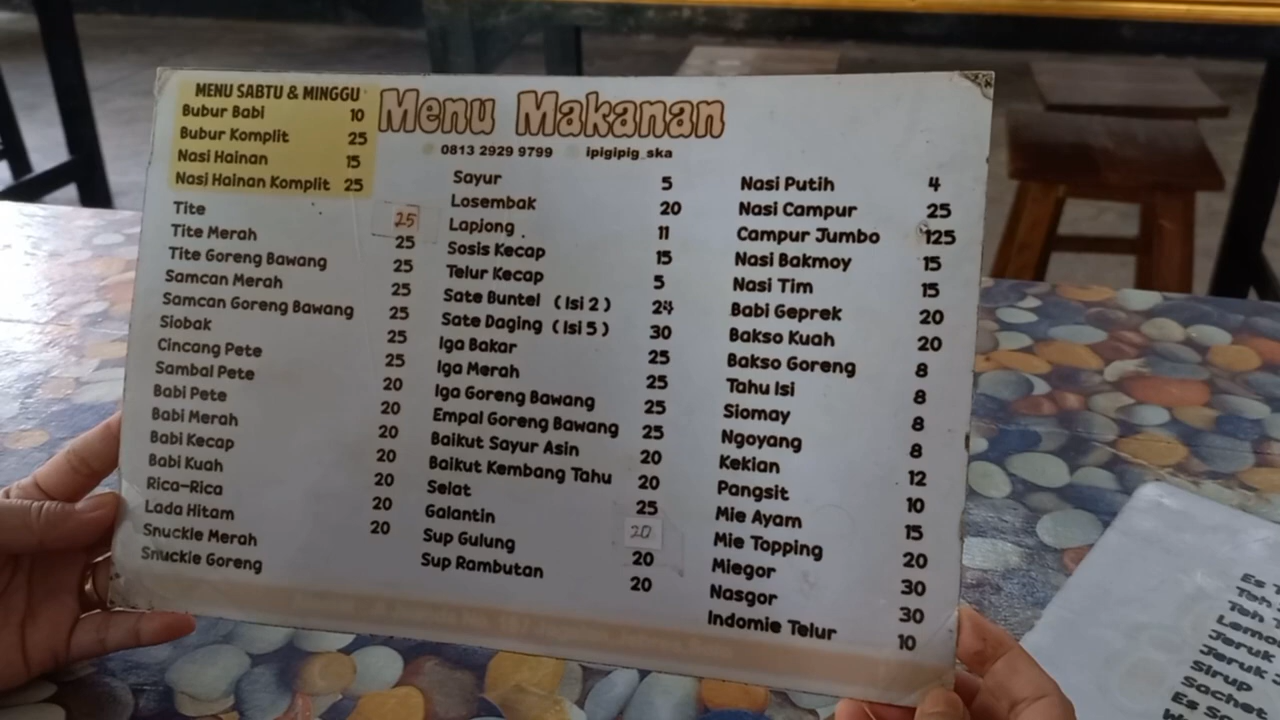 MENU SABTU & MINGGU
Bubur Babi 10
Bubur Komplit 25
Nasi Hainan 15
Nasi Hainan Komplit 25
Menu Makanan
0813 2929 9799 ipigipig_ska
Tite 25
Tite Merah 25
Tite Goreng Bawang 25
Samcan Merah 25
Samcan Goreng Bawang 25
Siobak 25
Cincang Pete 25
Sambal Pete 20
Babi Pete 20
Babi Merah 20
Babi Kecap 20
Babi Kuah 20
Rica-Rica 20
Lada Hitam 20
Snuckie Merah
Snuckie Goreng
Sayur 5
Losembak 20
Lapjong 11
Sosis Kecap 15
Telur Kecap 5
Sate Buntel ( Isi 2 ) 24
Sate Daging ( Isi 5 ) 30
Iga Bakar 25
Iga Merah 25
Iga Goreng Bawang 25
Empal Goreng Bawang 25
Baikut Sayur Asin 20
Baikut Kembang Tahu 20
Selat 25
Galantin 20
Sup Gulung 20
Sup Rambutan 20
Nasi Putih 4
Nasi Campur 25
Campur Jumbo 125
Nasi Bakmoy 15
Nasi Tim 15
Babi Geprek 20
Bakso Kuah 20
Bakso Goreng 8
Tahu Isi 8
Siomay 8
Ngoyang 8
Kekian 12
Pangsit 10
Mie Ayam 15
Mie Topping 20
Miegor 30
Nasgor 30
Indomie Telur 10
Es
Jeruk
Jeruk
Sirup
Sachet
Es